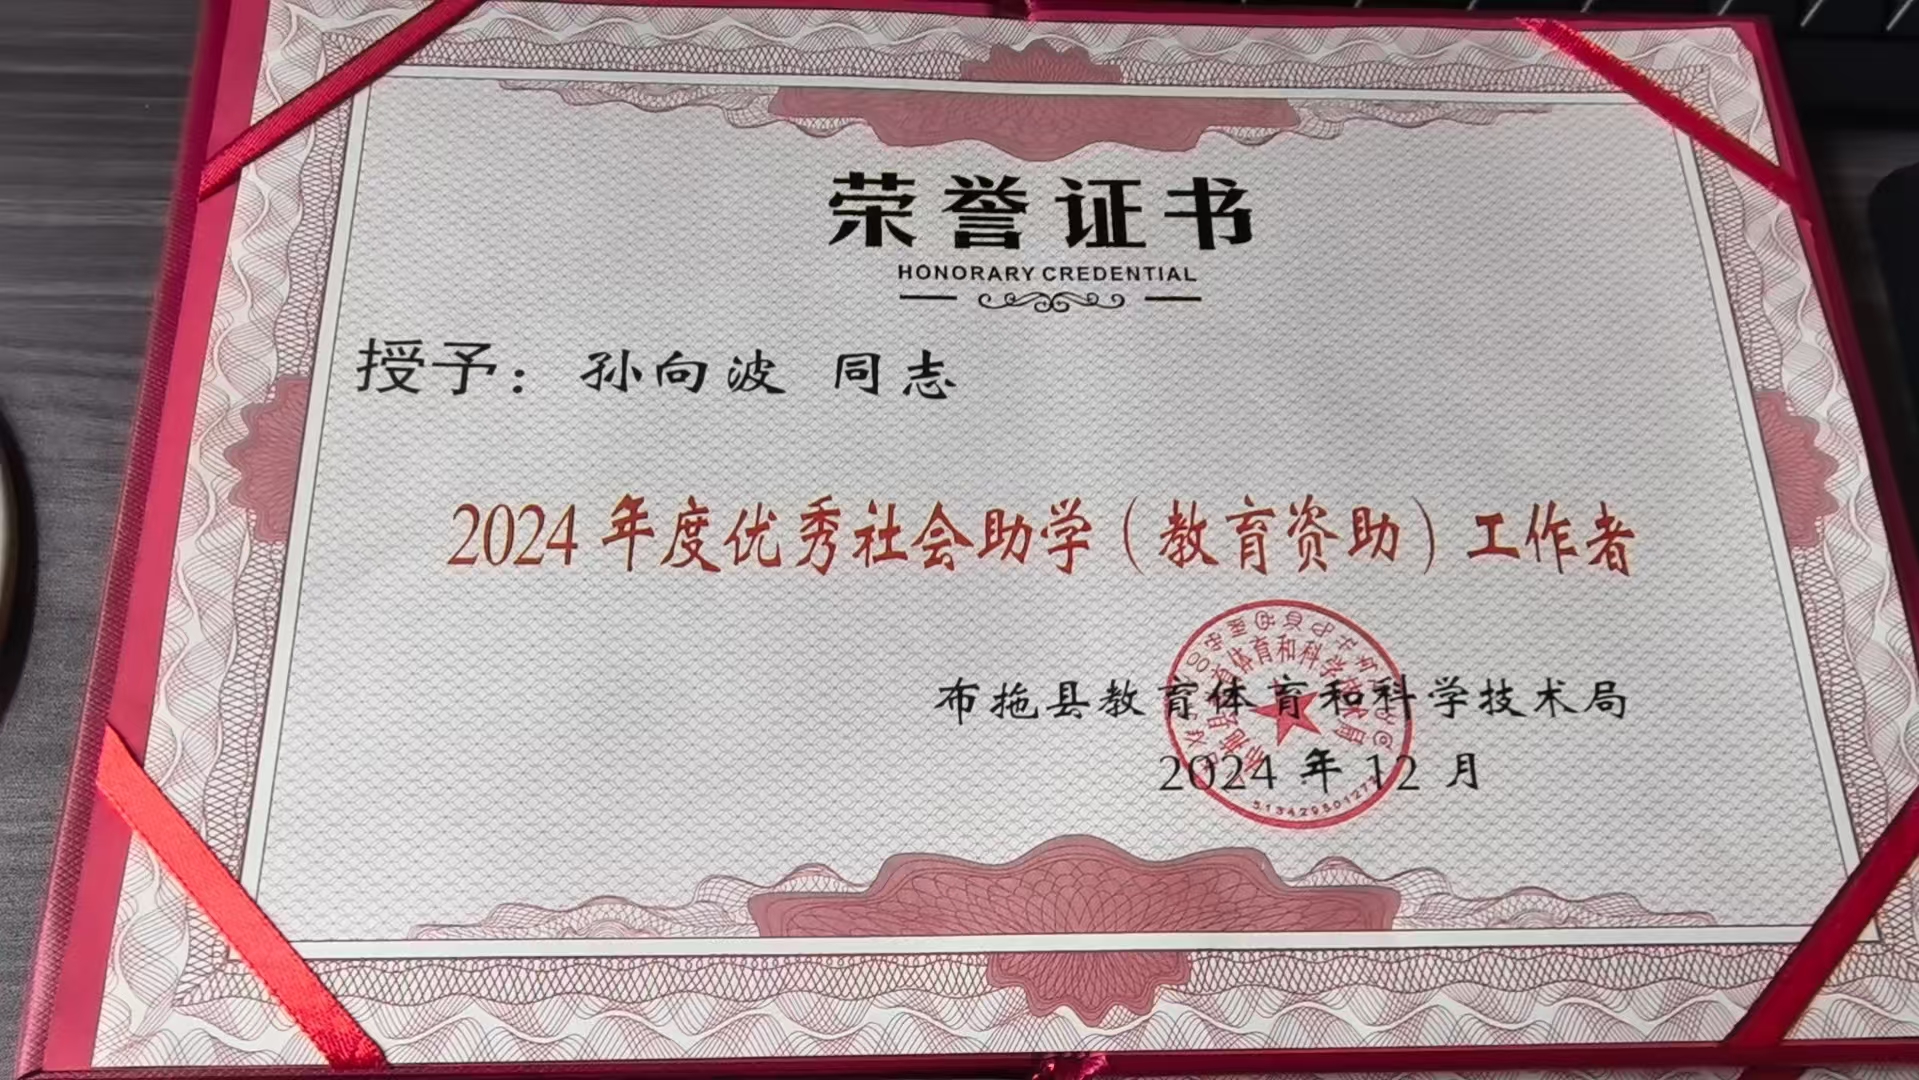 荣誉证书
HONORARY CREDENTIAL
授予：孙向波 同志
2024年度优秀社会助学（教育资助）工作者
布拖县教育体育和科学技术局
2024年12月